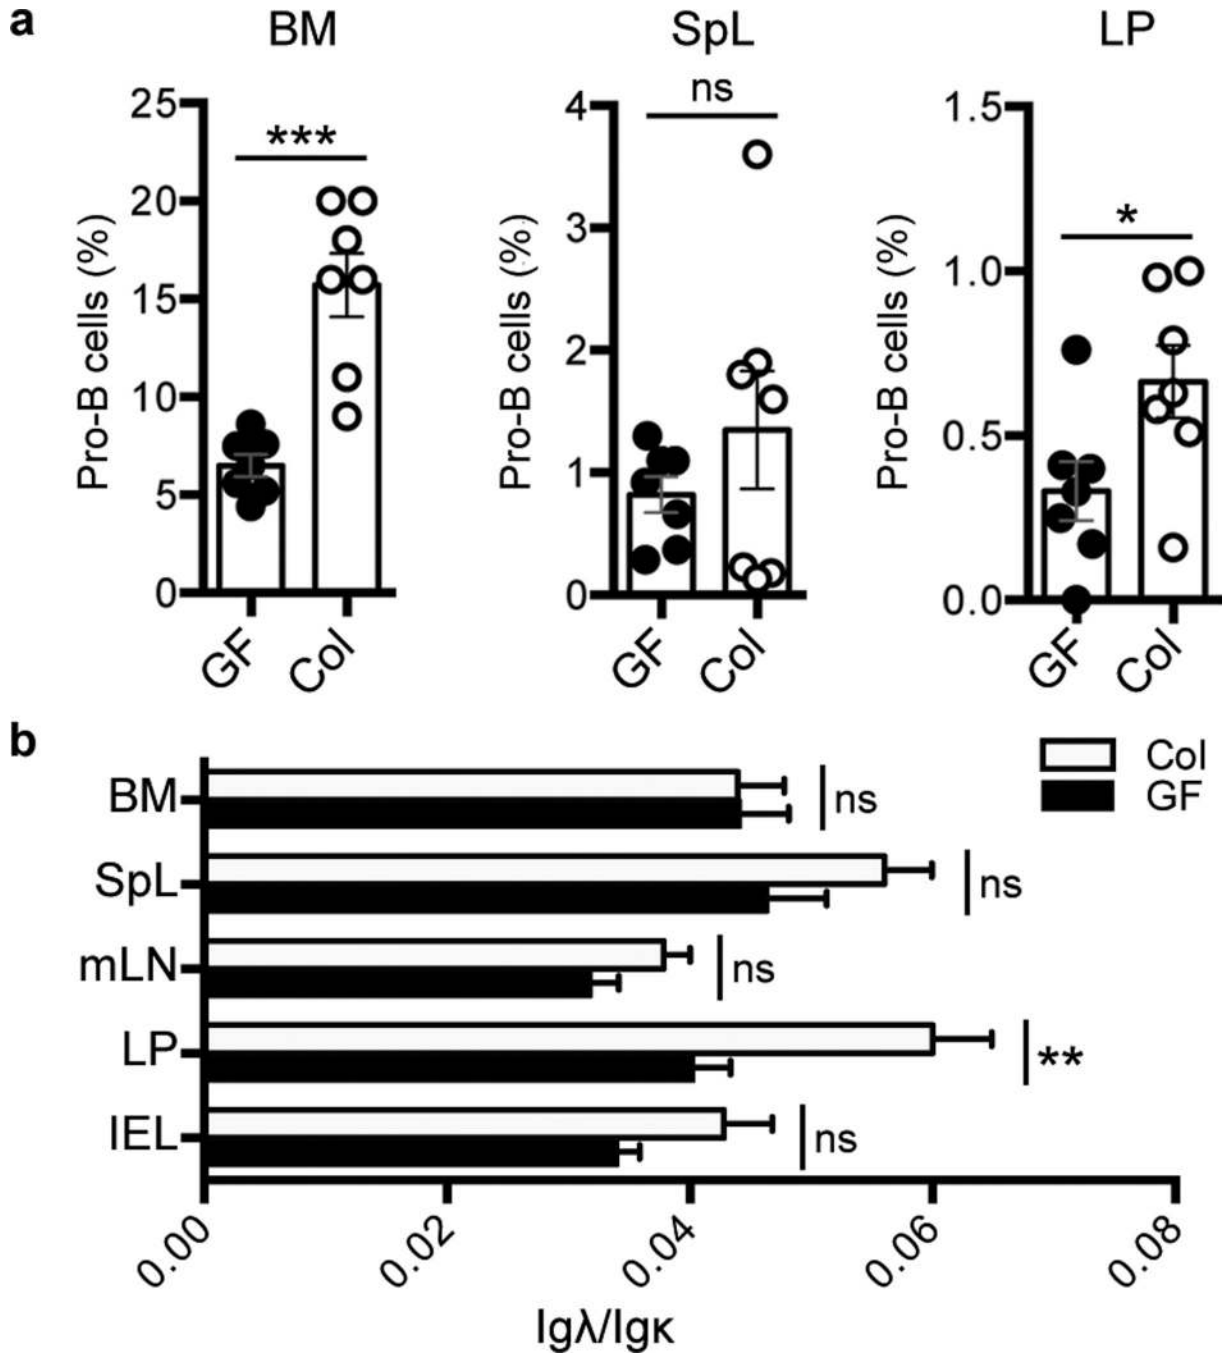 a
BM
SpL
LP
25
20
15
10
5
0
Pro-B cells (%)
***
GF
Col
4
3
2
1
0
Pro-B cells (%)
ns
GF
Col
1.5
1.0
0.5
0.0
Pro-B cells (%)
*
GF
Col
b
Col
GF
BM
ns
SpL
ns
mLN
ns
LP
**
IEL
ns
0.00
0.02
0.04
0.06
0.08
Igλ/Igκ